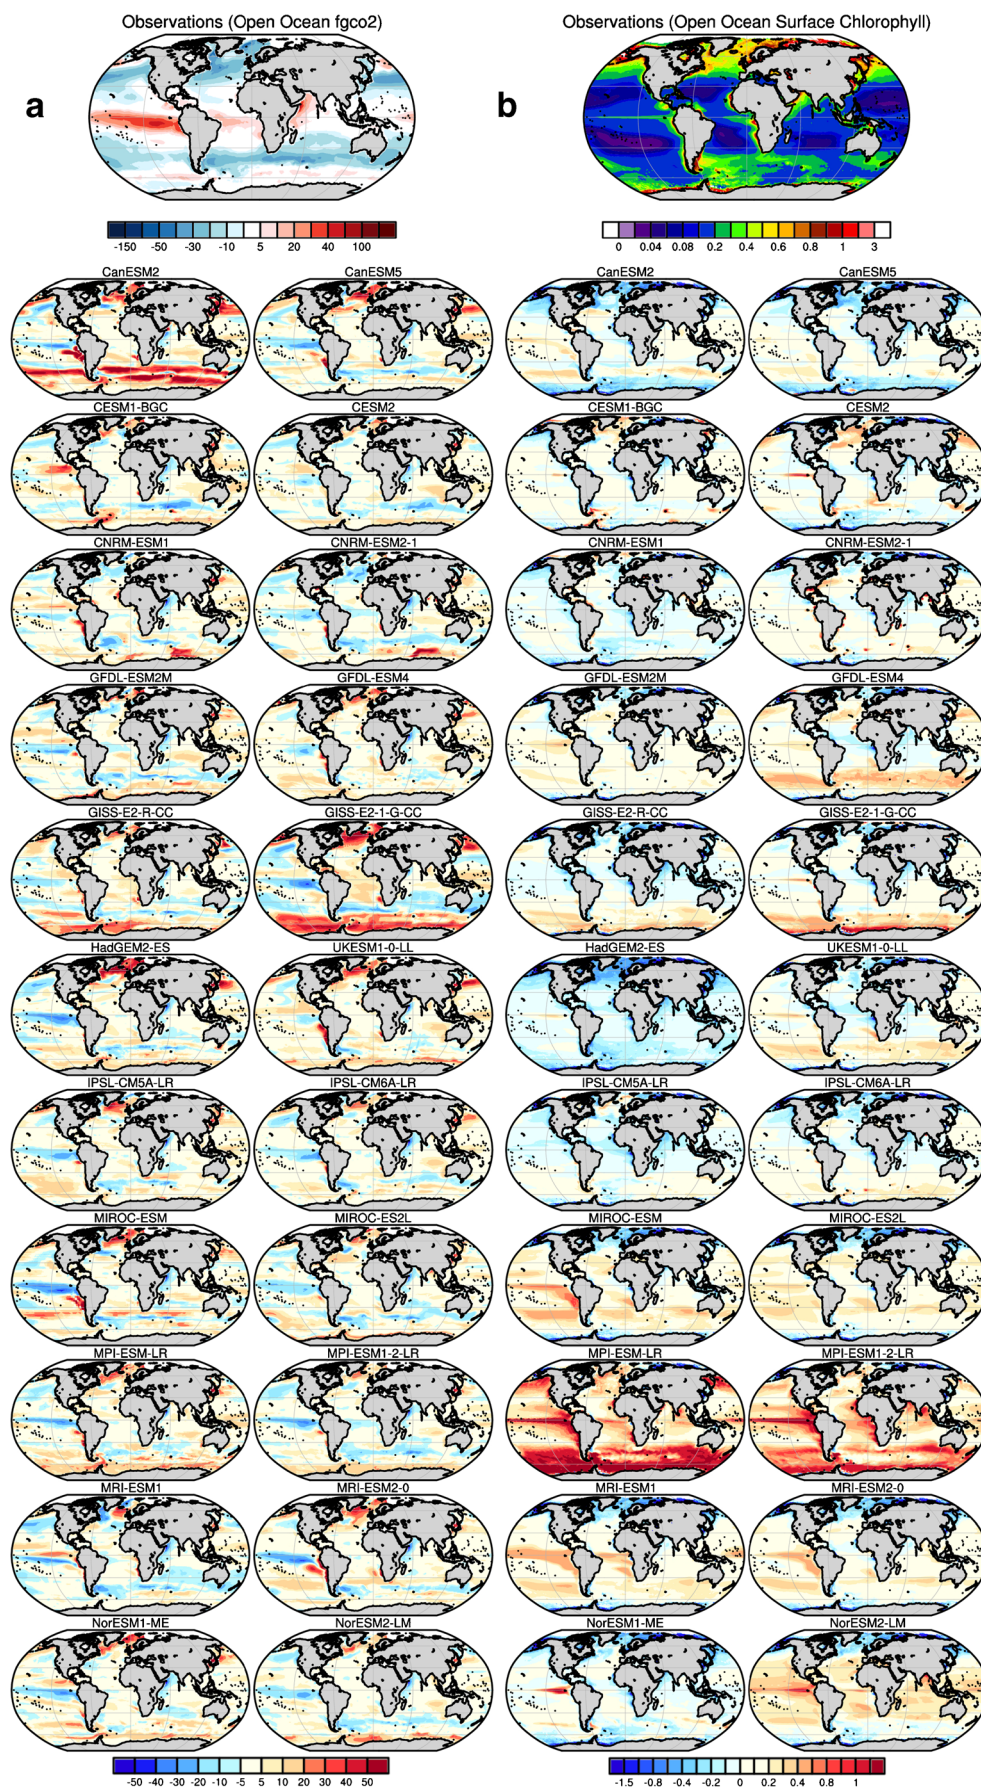 Observations (Open Ocean fgco2)
Observations (Open Ocean Surface Chlorophyll)
a
b
-150 -50 -30 -10 5 20 40 100
0 0.04 0.08 0.2 0.4 0.6 0.8 1 3
CanESM2 CanESM5 CanESM2 CanESM5
CESM1-BGC CESM2 CESM1-BGC CESM2
CNRM-ESM1 CNRM-ESM2-1 CNRM-ESM1 CNRM-ESM2-1
GFDL-ESM2M GFDL-ESM4 GFDL-ESM2M GFDL-ESM4
GISS-E2-R-CC GISS-E2-1-G-CC GISS-E2-R-CC GISS-E2-1-G-CC
HadGEM2-ES UKESM1-0-LL HadGEM2-ES UKESM1-0-LL
IPSL-CM5A-LR IPSL-CM6A-LR IPSL-CM5A-LR IPSL-CM6A-LR
MIROC-ESM MIROC-ES2L MIROC-ESM MIROC-ES2L
MPI-ESM-LR MPI-ESM1-2-LR MPI-ESM-LR MPI-ESM1-2-LR
MRI-ESM1 MRI-ESM2-0 MRI-ESM1 MRI-ESM2-0
NorESM1-ME NorESM2-LM NorESM1-ME NorESM2-LM
-50 -40 -30 -20 -10 -5 5 10 20 30 40 50
-1.5 -0.8 -0.4 -0.2 0 0.2 0.4 0.8 1